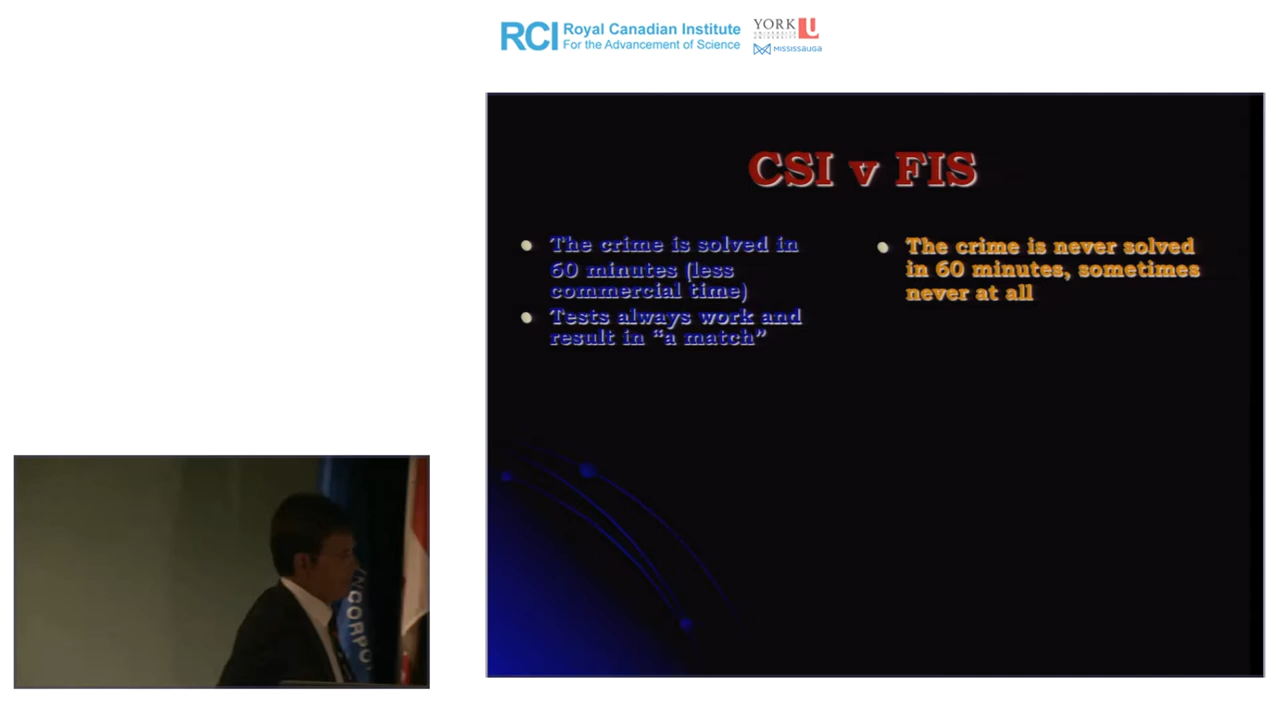 RCI Royal Canadian Institute
For the Advancement of Science
YORK U
MISSISSAUGA
CSI v FIS
The crime is solved in
60 minutes (less
commercial time)
Tests always work and
result in “a match”
The crime is never solved
in 60 minutes, sometimes
never at all
INCORPO